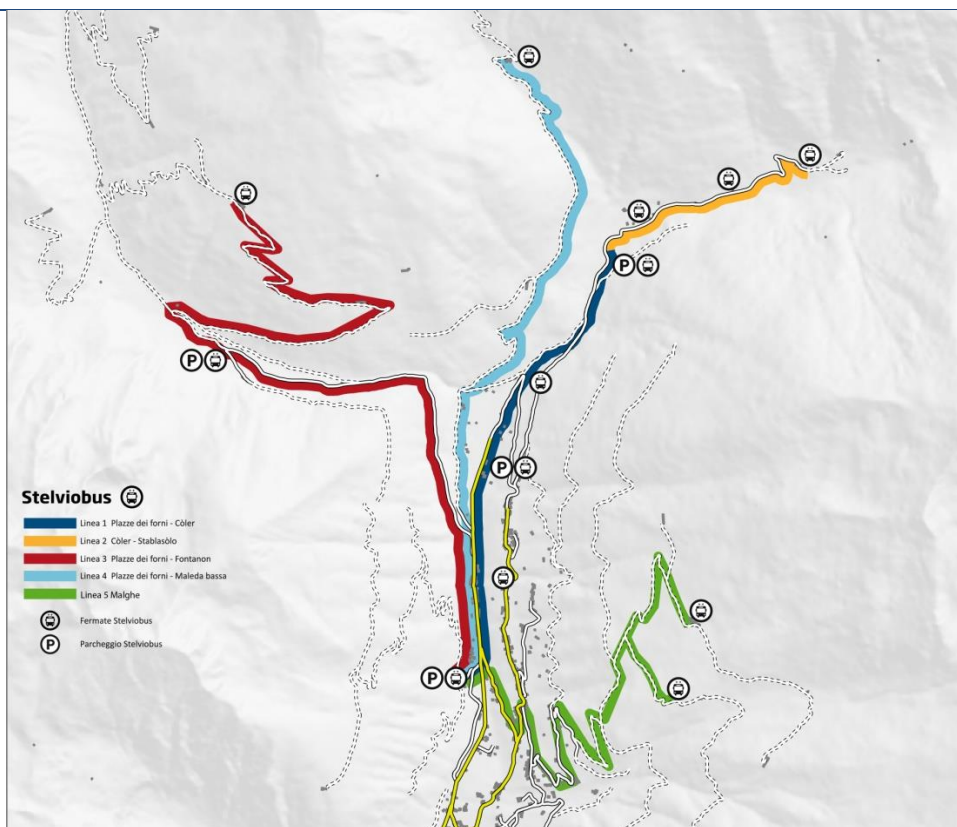 P
P
P
P
Stelviobus
Linea 1 Plazze dei forni - Còler
Linea 2 Còler - Stablasòlo
Linea 3 Plazze dei forni - Fontanon
Linea 4 Plazze dei forni - Maleda bassa
Linea 5 Malghe
Fermate Stelviobus
P Parcheggio Stelviobus